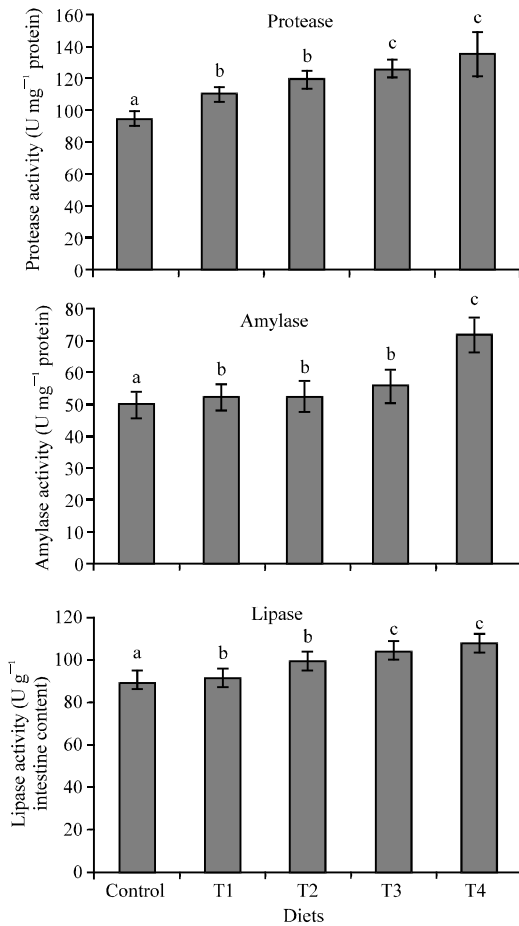 Protease
Protease activity (U mg⁻¹ protein)
160
140
120
100
80
60
40
20
0
a
b
b
c
c
Amylase
Amylase activity (U mg⁻¹ protein)
80
70
60
50
40
30
20
10
0
a
b
b
b
c
Lipase
Lipase activity (U g⁻¹
intestine content)
120
100
80
60
40
20
0
a
b
b
c
c
Control T1 T2 T3 T4
Diets